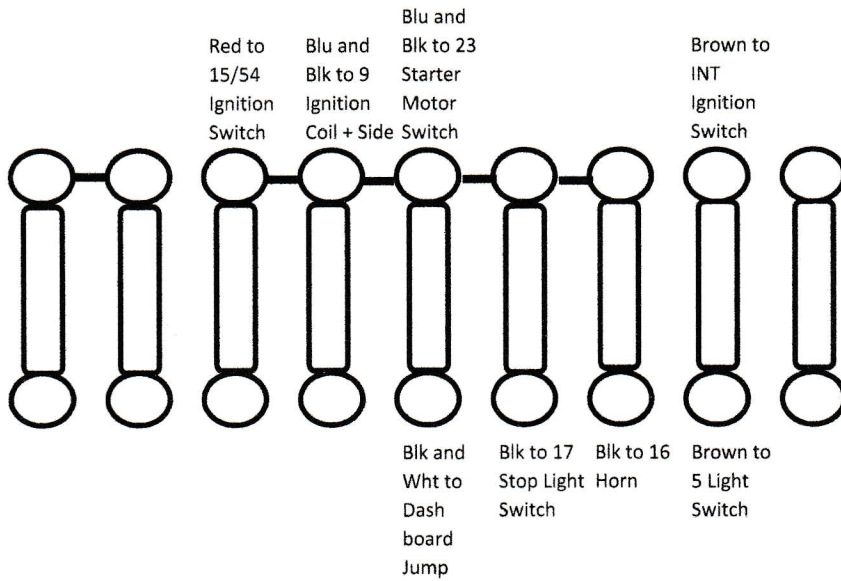 Red to
15/54
Ignition
Switch
Blu and
Blk to 9
Ignition
Coil + Side
Blu and
Blk to 23
Starter
Motor
Switch
Brown to
INT
Ignition
Switch
Blk and
Wht to
Dash
board
Jump
Blk to 17
Stop Light
Switch
Blk to 16
Horn
Brown to
5 Light
Switch